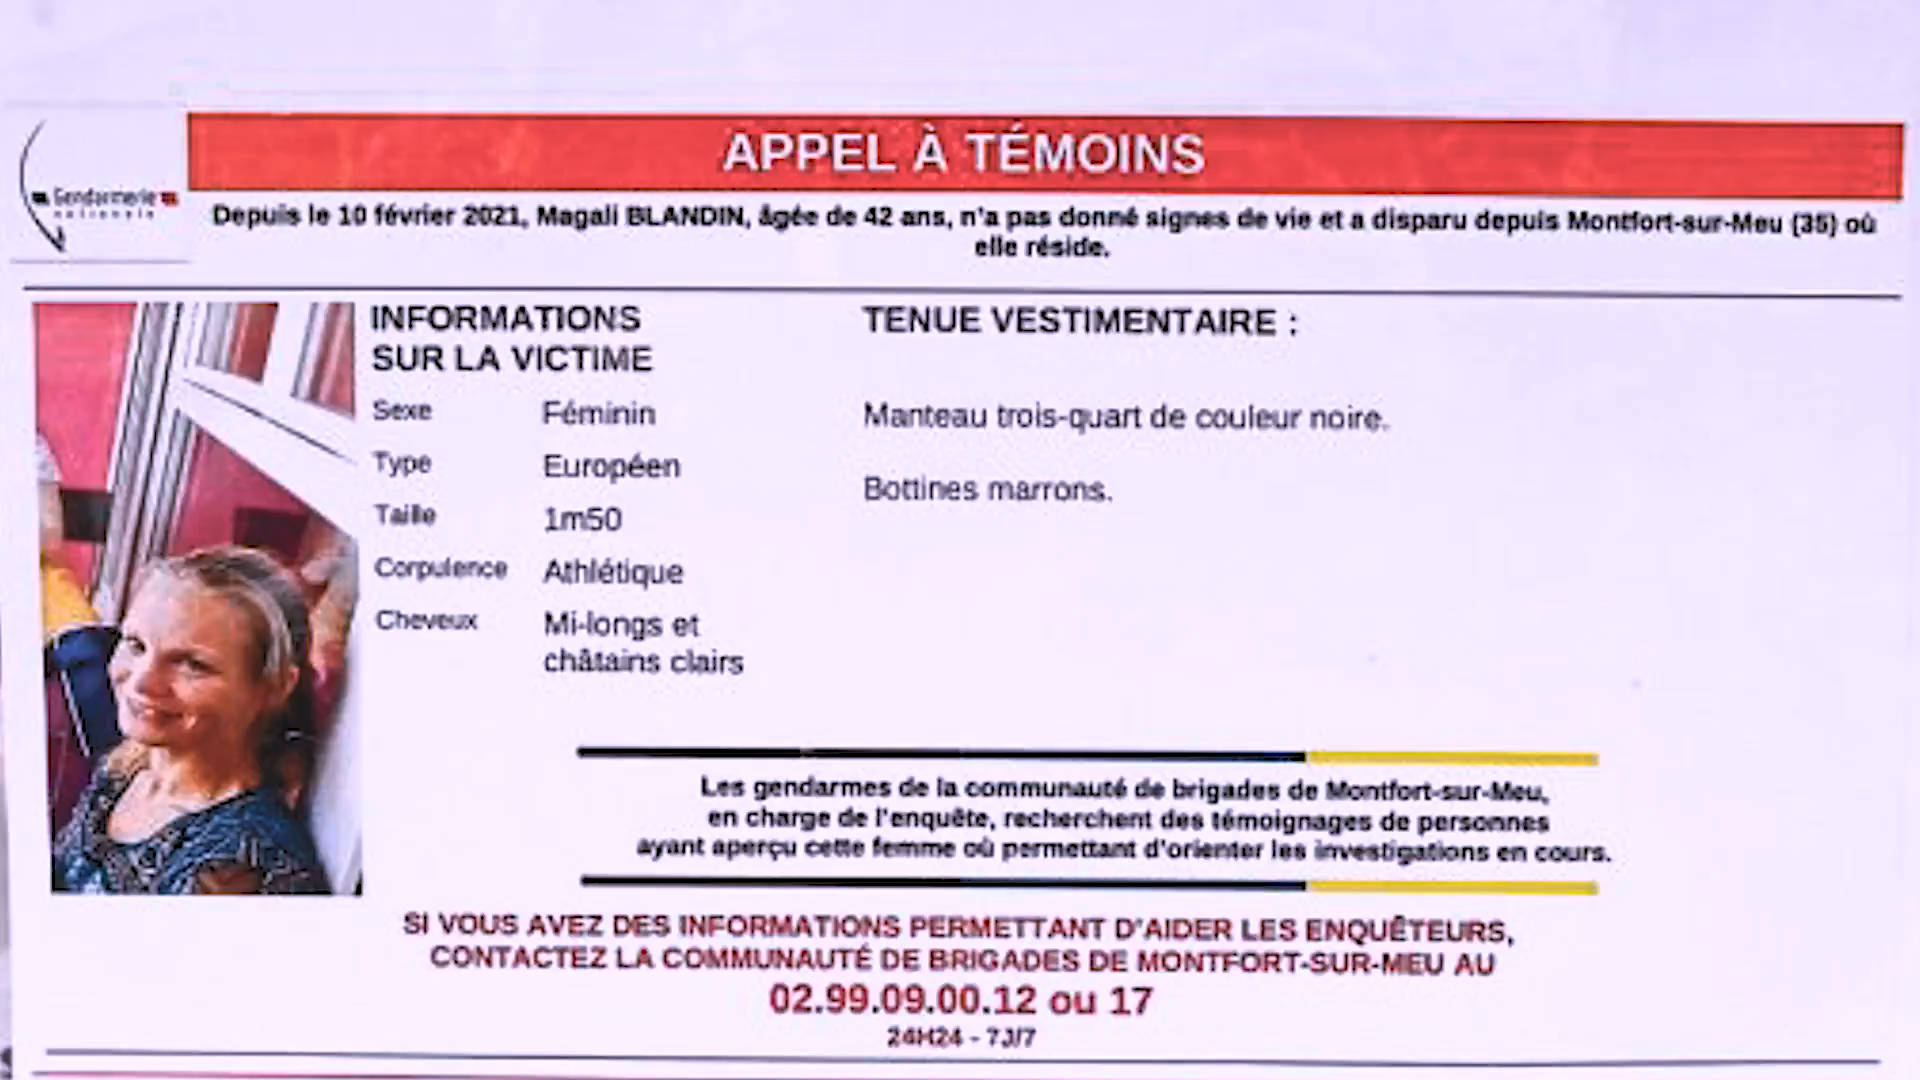 APPEL À TÉMOINS
Gendarmerie
nationale
Depuis le 10 février 2021, Magali BLANDIN, âgée de 42 ans, n'a pas donné signes de vie et a disparu depuis Montfort-sur-Meu (35) où
elle réside.
INFORMATIONS
SUR LA VICTIME
Sexe Féminin
Type Européen
Taille 1m50
Corpulence Athlétique
Cheveux Mi-longs et
châtains clairs
TENUE VESTIMENTAIRE :
Manteau trois-quart de couleur noire.
Bottines marrons.
Les gendarmes de la communauté de brigades de Montfort-sur-Meu,
en charge de l'enquête, recherchent des témoignages de personnes
ayant aperçu cette femme où permettant d'orienter les investigations en cours.
SI VOUS AVEZ DES INFORMATIONS PERMETTANT D'AIDER LES ENQUÊTEURS,
CONTACTEZ LA COMMUNAUTÉ DE BRIGADES DE MONTFORT-SUR-MEU AU
02.99.09.00.12 ou 17
24H24 - 7J/7